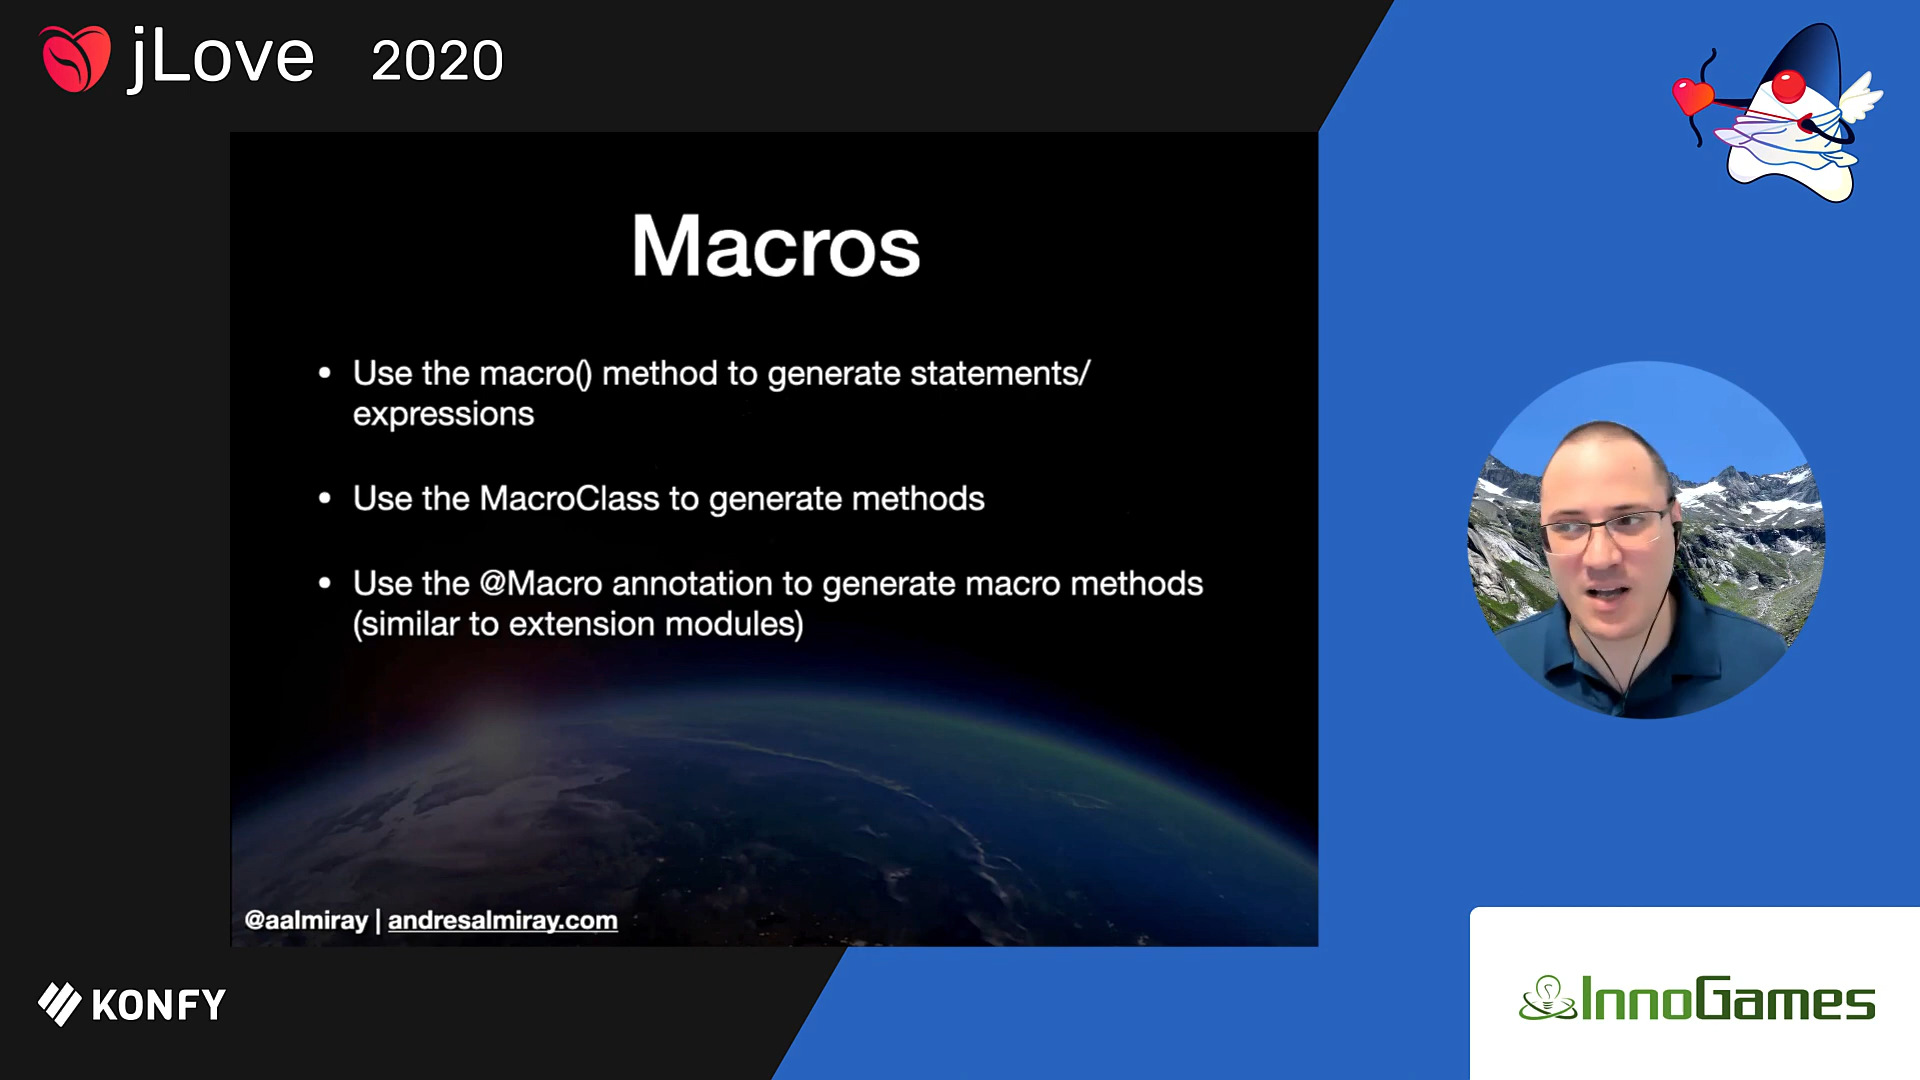 jLove 2020
Macros
• Use the macro() method to generate statements/
expressions
• Use the MacroClass to generate methods
• Use the @Macro annotation to generate macro methods
(similar to extension modules)
@aalmiray | andresalmiray.com
KONFY
InnoGames